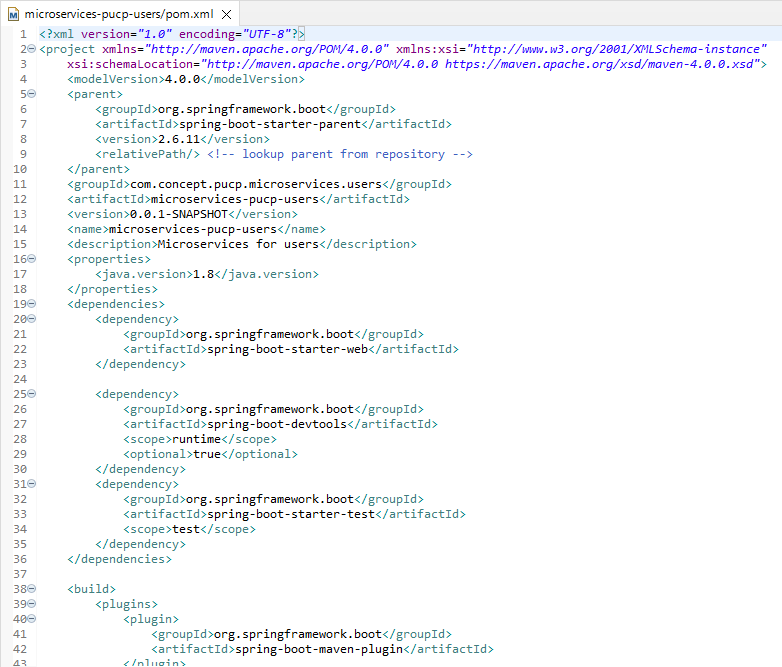 microservices-pucp-users/pom.xml
1 <?xml version="1.0" encoding="UTF-8"?>
2 <project xmlns="http://maven.apache.org/POM/4.0.0" xmlns:xsi="http://www.w3.org/2001/XMLSchema-instance"
3     xsi:schemaLocation="http://maven.apache.org/POM/4.0.0 https://maven.apache.org/xsd/maven-4.0.0.xsd">
4     <modelVersion>4.0.0</modelVersion>
5     <parent>
6         <groupId>org.springframework.boot</groupId>
7         <artifactId>spring-boot-starter-parent</artifactId>
8         <version>2.6.11</version>
9         <relativePath/> <!-- lookup parent from repository -->
10     </parent>
11     <groupId>com.concept.pucp.microservices.users</groupId>
12     <artifactId>microservices-pucp-users</artifactId>
13     <version>0.0.1-SNAPSHOT</version>
14     <name>microservices-pucp-users</name>
15     <description>Microservices for users</description>
16     <properties>
17         <java.version>1.8</java.version>
18     </properties>
19     <dependencies>
20         <dependency>
21             <groupId>org.springframework.boot</groupId>
22             <artifactId>spring-boot-starter-web</artifactId>
23         </dependency>
24
25         <dependency>
26             <groupId>org.springframework.boot</groupId>
27             <artifactId>spring-boot-devtools</artifactId>
28             <scope>runtime</scope>
29             <optional>true</optional>
30         </dependency>
31         <dependency>
32             <groupId>org.springframework.boot</groupId>
33             <artifactId>spring-boot-starter-test</artifactId>
34             <scope>test</scope>
35         </dependency>
36     </dependencies>
37
38     <build>
39         <plugins>
40             <plugin>
41                 <groupId>org.springframework.boot</groupId>
42                 <artifactId>spring-boot-maven-plugin</artifactId>
43             </plugin>